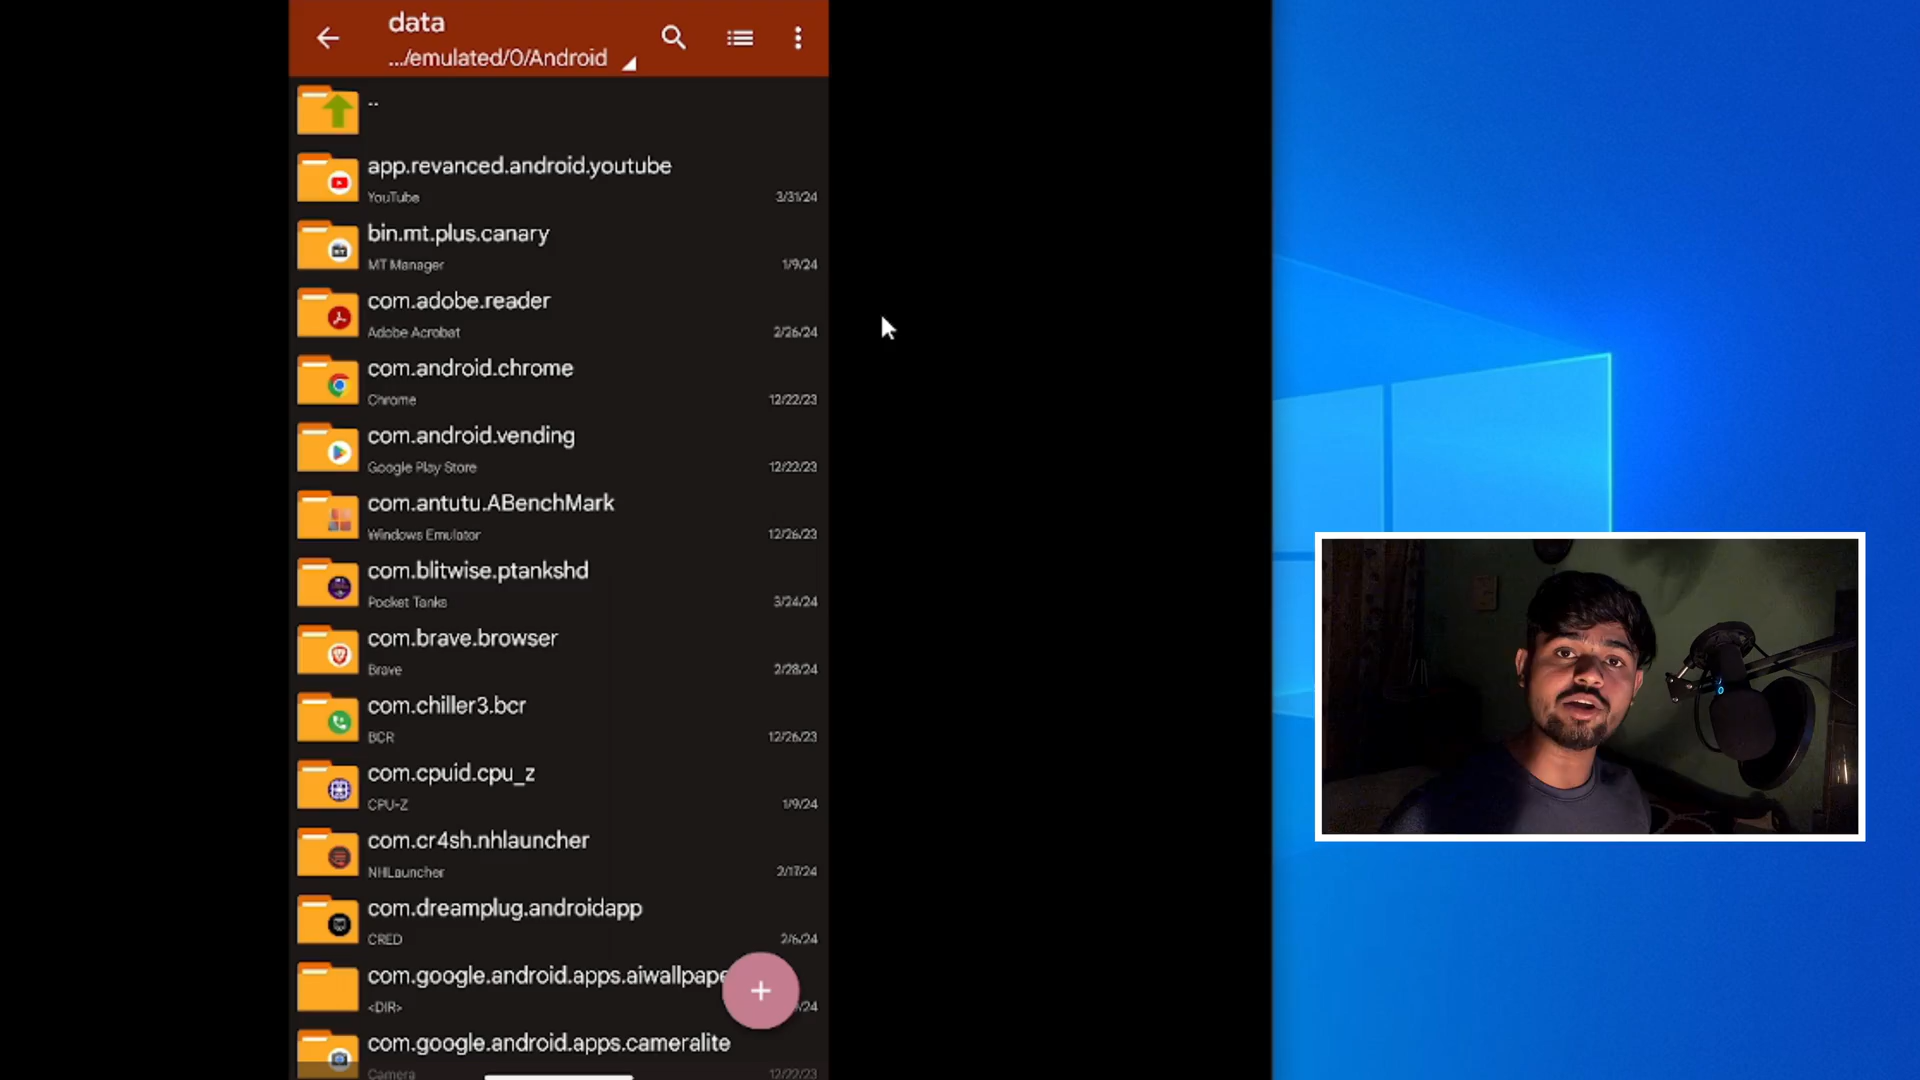 data
.../emulated/0/Android
..
app.revanced.android.youtube
YouTube
3/31/24
bin.mt.plus.canary
MT Manager
1/9/24
com.adobe.reader
Adobe Acrobat
2/26/24
com.android.chrome
Chrome
12/22/23
com.android.vending
Google Play Store
12/22/23
com.antutu.ABenchMark
Windows Emulator
12/26/23
com.blitwise.ptankshd
Pocket Tanks
3/24/24
com.brave.browser
Brave
2/28/24
com.chiller3.bcr
BCR
12/26/23
com.cpuid.cpu_z
CPU-Z
1/9/24
com.cr4sh.nhlauncher
NHLauncher
2/17/24
com.dreamplug.androidapp
CRED
2/6/24
com.google.android.apps.aiwallpape
<DIR>
/24
com.google.android.apps.cameralite
Camera
12/22/23